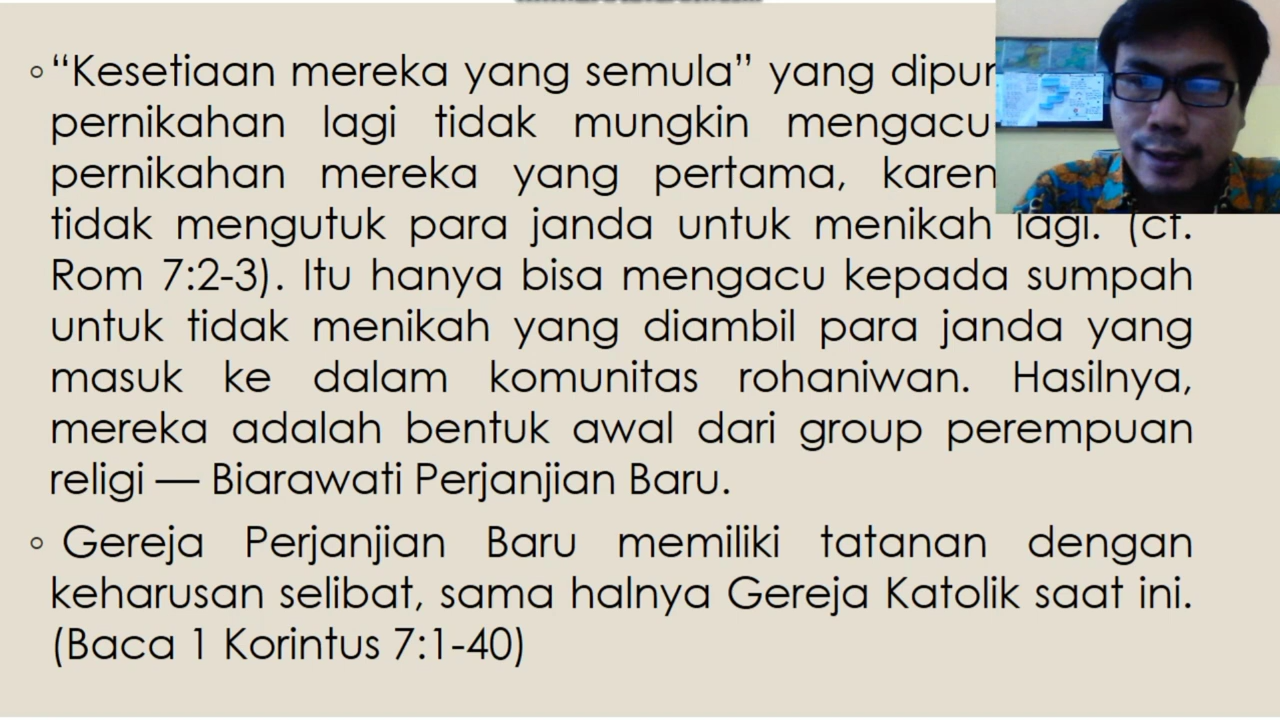 “Kesetiaan mereka yang semula” yang
pernikahan lagi tidak mungkin mengacu
pernikahan mereka yang pertama,
tidak mengutuk para janda untuk menikah lagi. (cf.
Rom 7:2-3). Itu hanya bisa mengacu kepada sumpah
untuk tidak menikah yang diambil para janda yang
masuk ke dalam komunitas rohaniwan. Hasilnya,
mereka adalah bentuk awal dari group perempuan
religi — Biarawati Perjanjian Baru.
Gereja Perjanjian Baru memiliki tatanan dengan
keharusan selibat, sama halnya Gereja Katolik saat ini.
(Baca 1 Korintus 7:1-40)